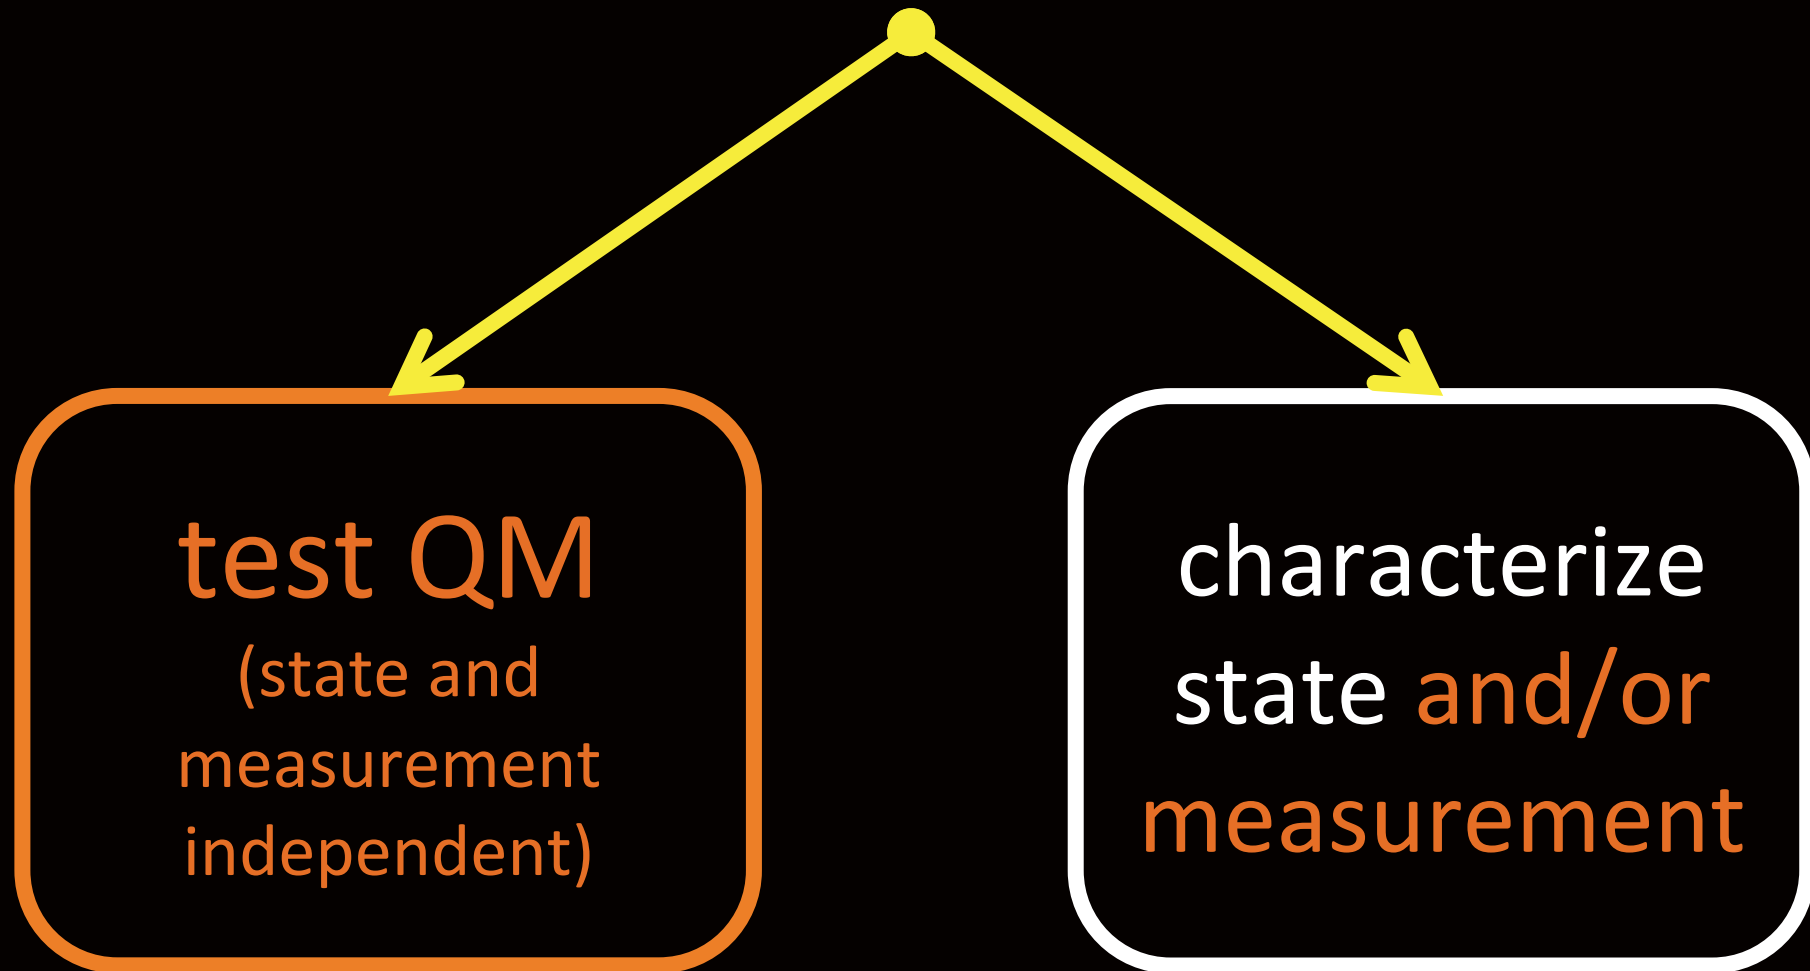 test QM
(state and
measurement
independent)
characterize
state and/or
measurement